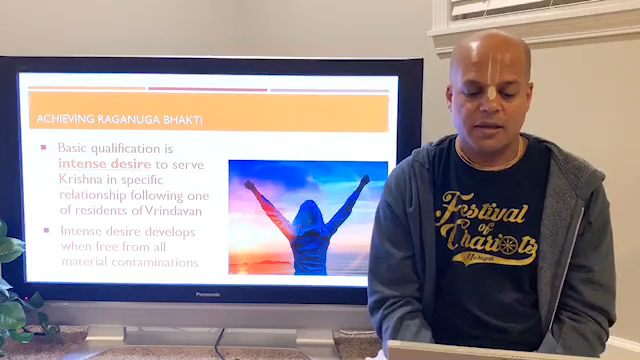 ACHIEVING RAGANUGA BHAKTI
Basic qualification is
intense desire to serve
Krishna in specific
relationship following one
of residents of Vrindavan
Intense desire develops
when free from all
material contaminations
Panasonic
Festival
of
Chariots
Michigan